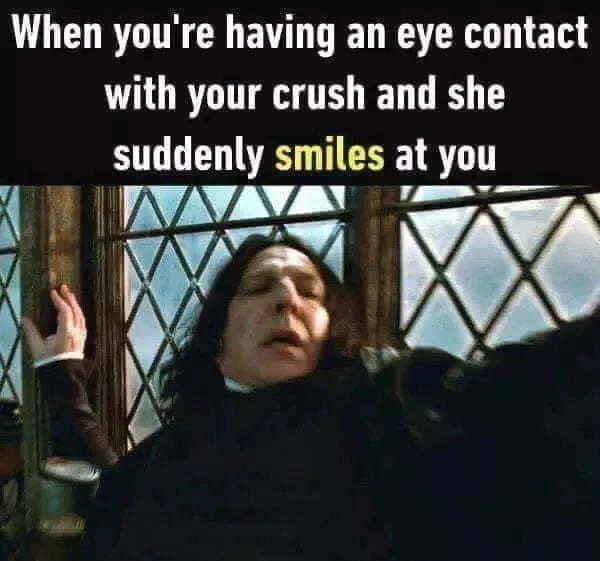 When you're having an eye contact
with your crush and she
suddenly smiles at you